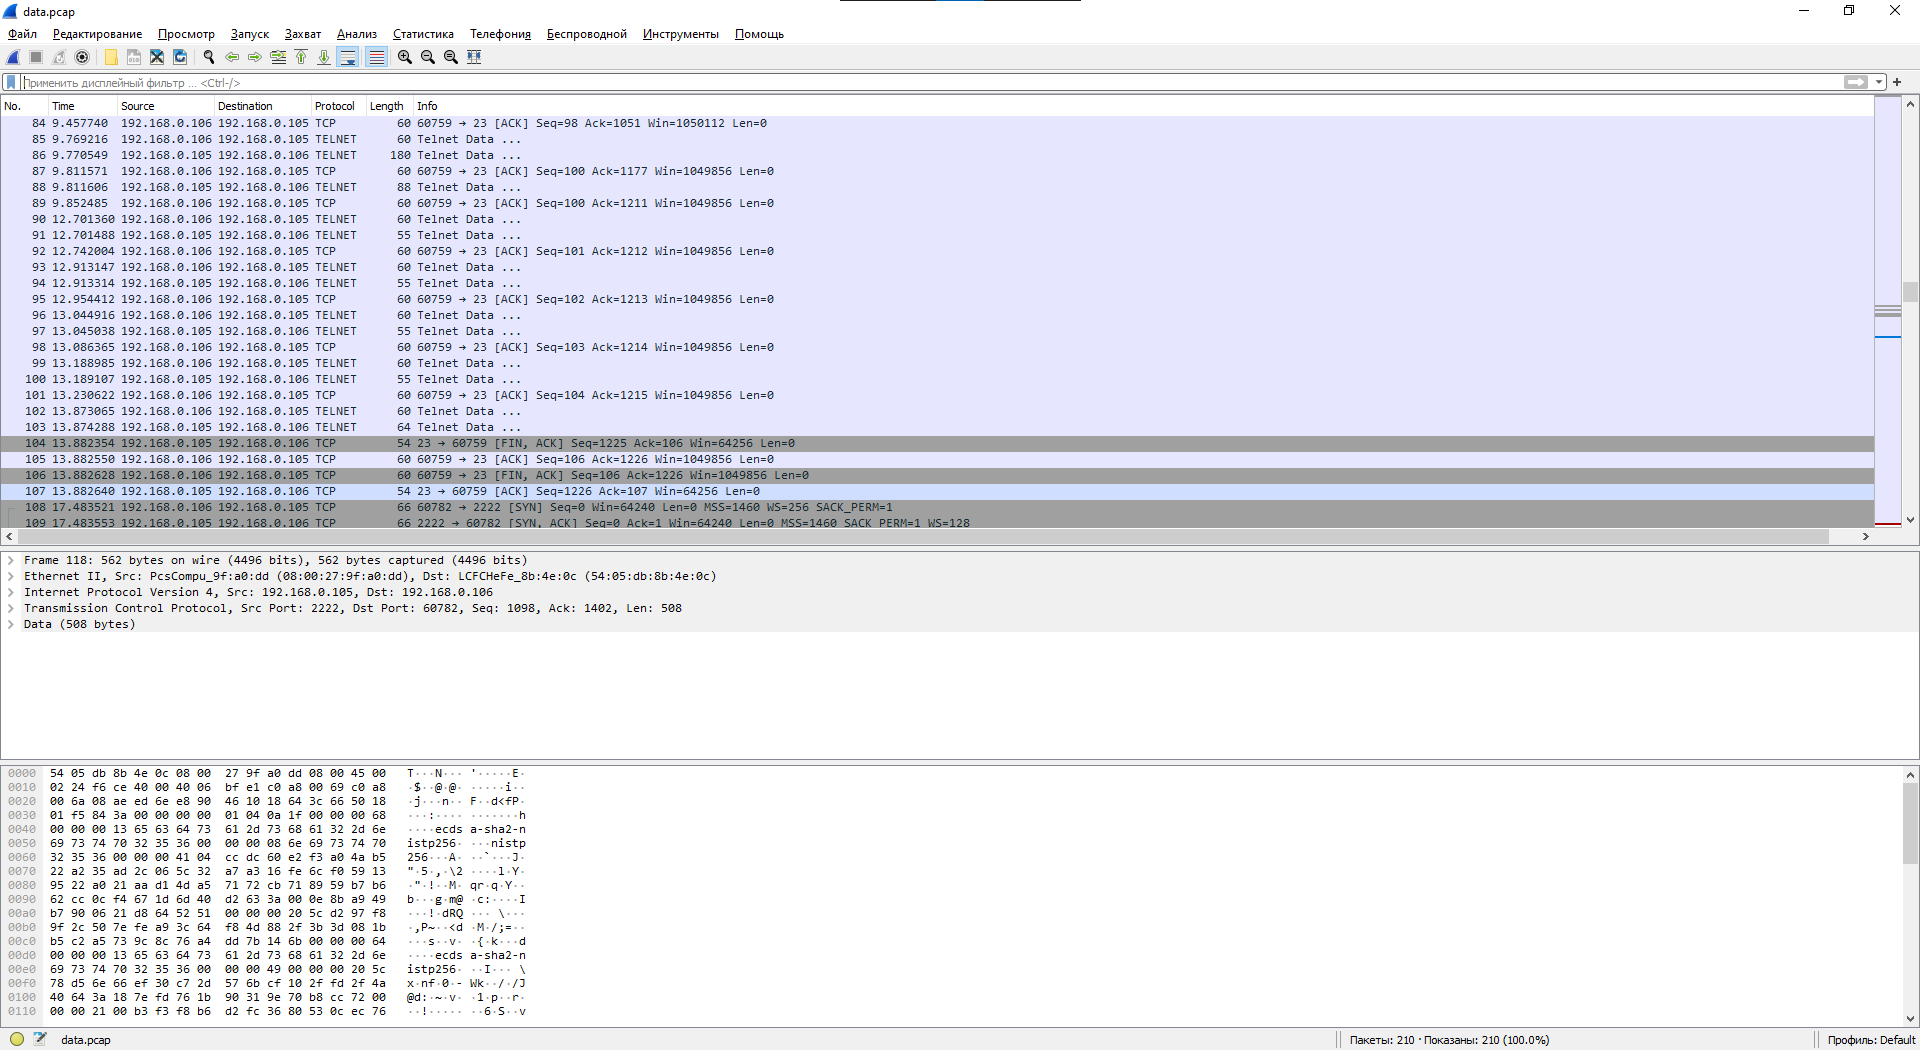 data.pcap
Файл Редактирование Просмотр Запуск Захват Анализ Статистика Телефония Беспроводной Инструменты Помощь
Применить дисплейный фильтр ... <Ctrl-/>
No. Time Source Destination Protocol Length Info
84 9.457740 192.168.0.106 192.168.0.105 TCP 60 60759 → 23 [ACK] Seq=98 Ack=1051 Win=1050112 Len=0
85 9.769216 192.168.0.106 192.168.0.105 TELNET 60 Telnet Data ...
86 9.770549 192.168.0.105 192.168.0.106 TELNET 180 Telnet Data ...
87 9.811571 192.168.0.106 192.168.0.105 TCP 60 60759 → 23 [ACK] Seq=100 Ack=1177 Win=1049856 Len=0
88 9.811606 192.168.0.105 192.168.0.106 TELNET 88 Telnet Data ...
89 9.852485 192.168.0.106 192.168.0.105 TCP 60 60759 → 23 [ACK] Seq=100 Ack=1211 Win=1049856 Len=0
90 12.701360 192.168.0.106 192.168.0.105 TELNET 60 Telnet Data ...
91 12.701488 192.168.0.105 192.168.0.106 TELNET 55 Telnet Data ...
92 12.742004 192.168.0.106 192.168.0.105 TCP 60 60759 → 23 [ACK] Seq=101 Ack=1212 Win=1049856 Len=0
93 12.913147 192.168.0.106 192.168.0.105 TELNET 60 Telnet Data ...
94 12.913314 192.168.0.105 192.168.0.106 TELNET 55 Telnet Data ...
95 12.954412 192.168.0.106 192.168.0.105 TCP 60 60759 → 23 [ACK] Seq=102 Ack=1213 Win=1049856 Len=0
96 13.044916 192.168.0.106 192.168.0.105 TELNET 60 Telnet Data ...
97 13.045038 192.168.0.105 192.168.0.106 TELNET 55 Telnet Data ...
98 13.086365 192.168.0.106 192.168.0.105 TCP 60 60759 → 23 [ACK] Seq=103 Ack=1214 Win=1049856 Len=0
99 13.188985 192.168.0.106 192.168.0.105 TELNET 60 Telnet Data ...
100 13.189107 192.168.0.105 192.168.0.106 TELNET 55 Telnet Data ...
101 13.230622 192.168.0.106 192.168.0.105 TCP 60 60759 → 23 [ACK] Seq=104 Ack=1215 Win=1049856 Len=0
102 13.873065 192.168.0.106 192.168.0.105 TELNET 60 Telnet Data ...
103 13.874288 192.168.0.105 192.168.0.106 TELNET 64 Telnet Data ...
104 13.882354 192.168.0.105 192.168.0.106 TCP 54 23 → 60759 [FIN, ACK] Seq=1225 Ack=106 Win=64256 Len=0
105 13.882550 192.168.0.106 192.168.0.105 TCP 60 60759 → 23 [ACK] Seq=106 Ack=1226 Win=1049856 Len=0
106 13.882628 192.168.0.106 192.168.0.105 TCP 60 60759 → 23 [FIN, ACK] Seq=106 Ack=1226 Win=1049856 Len=0
107 13.882640 192.168.0.105 192.168.0.106 TCP 54 23 → 60759 [ACK] Seq=1226 Ack=107 Win=64256 Len=0
108 17.483521 192.168.0.106 192.168.0.105 TCP 66 60782 → 2222 [SYN] Seq=0 Win=64240 Len=0 MSS=1460 WS=256 SACK_PERM=1
109 17.483553 192.168.0.105 192.168.0.106 TCP 66 2222 → 60782 [SYN, ACK] Seq=0 Ack=1 Win=64240 Len=0 MSS=1460 SACK_PERM=1 WS=128
Frame 118: 562 bytes on wire (4496 bits), 562 bytes captured (4496 bits)
Ethernet II, Src: PcsCompu_9f:a0:dd (08:00:27:9f:a0:dd), Dst: LCFCHeFe_8b:4e:0c (54:05:db:8b:4e:0c)
Internet Protocol Version 4, Src: 192.168.0.105, Dst: 192.168.0.106
Transmission Control Protocol, Src Port: 2222, Dst Port: 60782, Seq: 1098, Ack: 1402, Len: 508
Data (508 bytes)
0000 54 05 db 8b 4e 0c 08 00 27 9f a0 dd 08 00 45 00 T···N··· '·····E·
0010 02 24 f6 ce 40 00 40 06 bf e1 c0 a8 00 69 c0 a8 ·$··@·@· ·····i··
0020 00 6a 08 ae ed 6e e8 90 46 10 18 64 3c 66 50 18 ·j···n·· F··d<fP·
0030 01 f5 84 3a 00 00 00 00 01 04 0a 1f 00 00 00 68 ···:···· ·······h
0040 00 00 00 13 65 63 64 73 61 2d 73 68 61 32 2d 6e ····ecds a-sha2-n
0050 69 73 74 70 32 35 36 00 00 00 08 6e 69 73 74 70 istp256· ···nistp
0060 32 35 36 00 00 00 41 04 cc dc 60 e2 f3 a0 4a b5 256···A· ··`···J·
0070 22 a2 35 ad 2c 06 5c 32 a7 a3 16 fe 6c f0 59 13 "·5·,·\2 ····l·Y·
0080 95 22 a0 21 aa d1 4d a5 71 72 cb 71 89 59 b7 b6 ·"·!··M· qr·q·Y··
0090 62 cc 0c f4 67 1d 6d 40 d2 63 3a 00 0e 8b a9 49 b···g·m@ ·c:····I
00a0 b7 90 06 21 d8 64 52 51 00 00 00 20 5c d2 97 f8 ···!·dRQ ··· \···
00b0 9f 2c 50 7e fe a9 3c 64 f8 4d 88 2f 3b 3d 08 1b ·,P~··<d ·M·/;=··
00c0 b5 c2 a5 73 9c 8c 76 a4 dd 7b 14 6b 00 00 00 64 ···s··v· ·{·k···d
00d0 00 00 00 13 65 63 64 73 61 2d 73 68 61 32 2d 6e ····ecds a-sha2-n
00e0 69 73 74 70 32 35 36 00 00 00 49 00 00 00 20 5c istp256· ··I··· \
00f0 78 d5 6e 66 ef 30 c7 2d 57 6b cf 10 2f fd 2f 4a x·nf·0·- Wk··/·/J
0100 40 64 3a 18 7e fd 76 1b 90 31 9e 70 b8 cc 72 00 @d:·~·v· ·1·p··r·
0110 00 00 21 00 b3 f3 f8 b6 d2 fc 36 80 53 0c ec 76 ··!····· ··6·S··v
data.pcap Пакеты: 210 · Показаны: 210 (100.0%) Профиль: Default